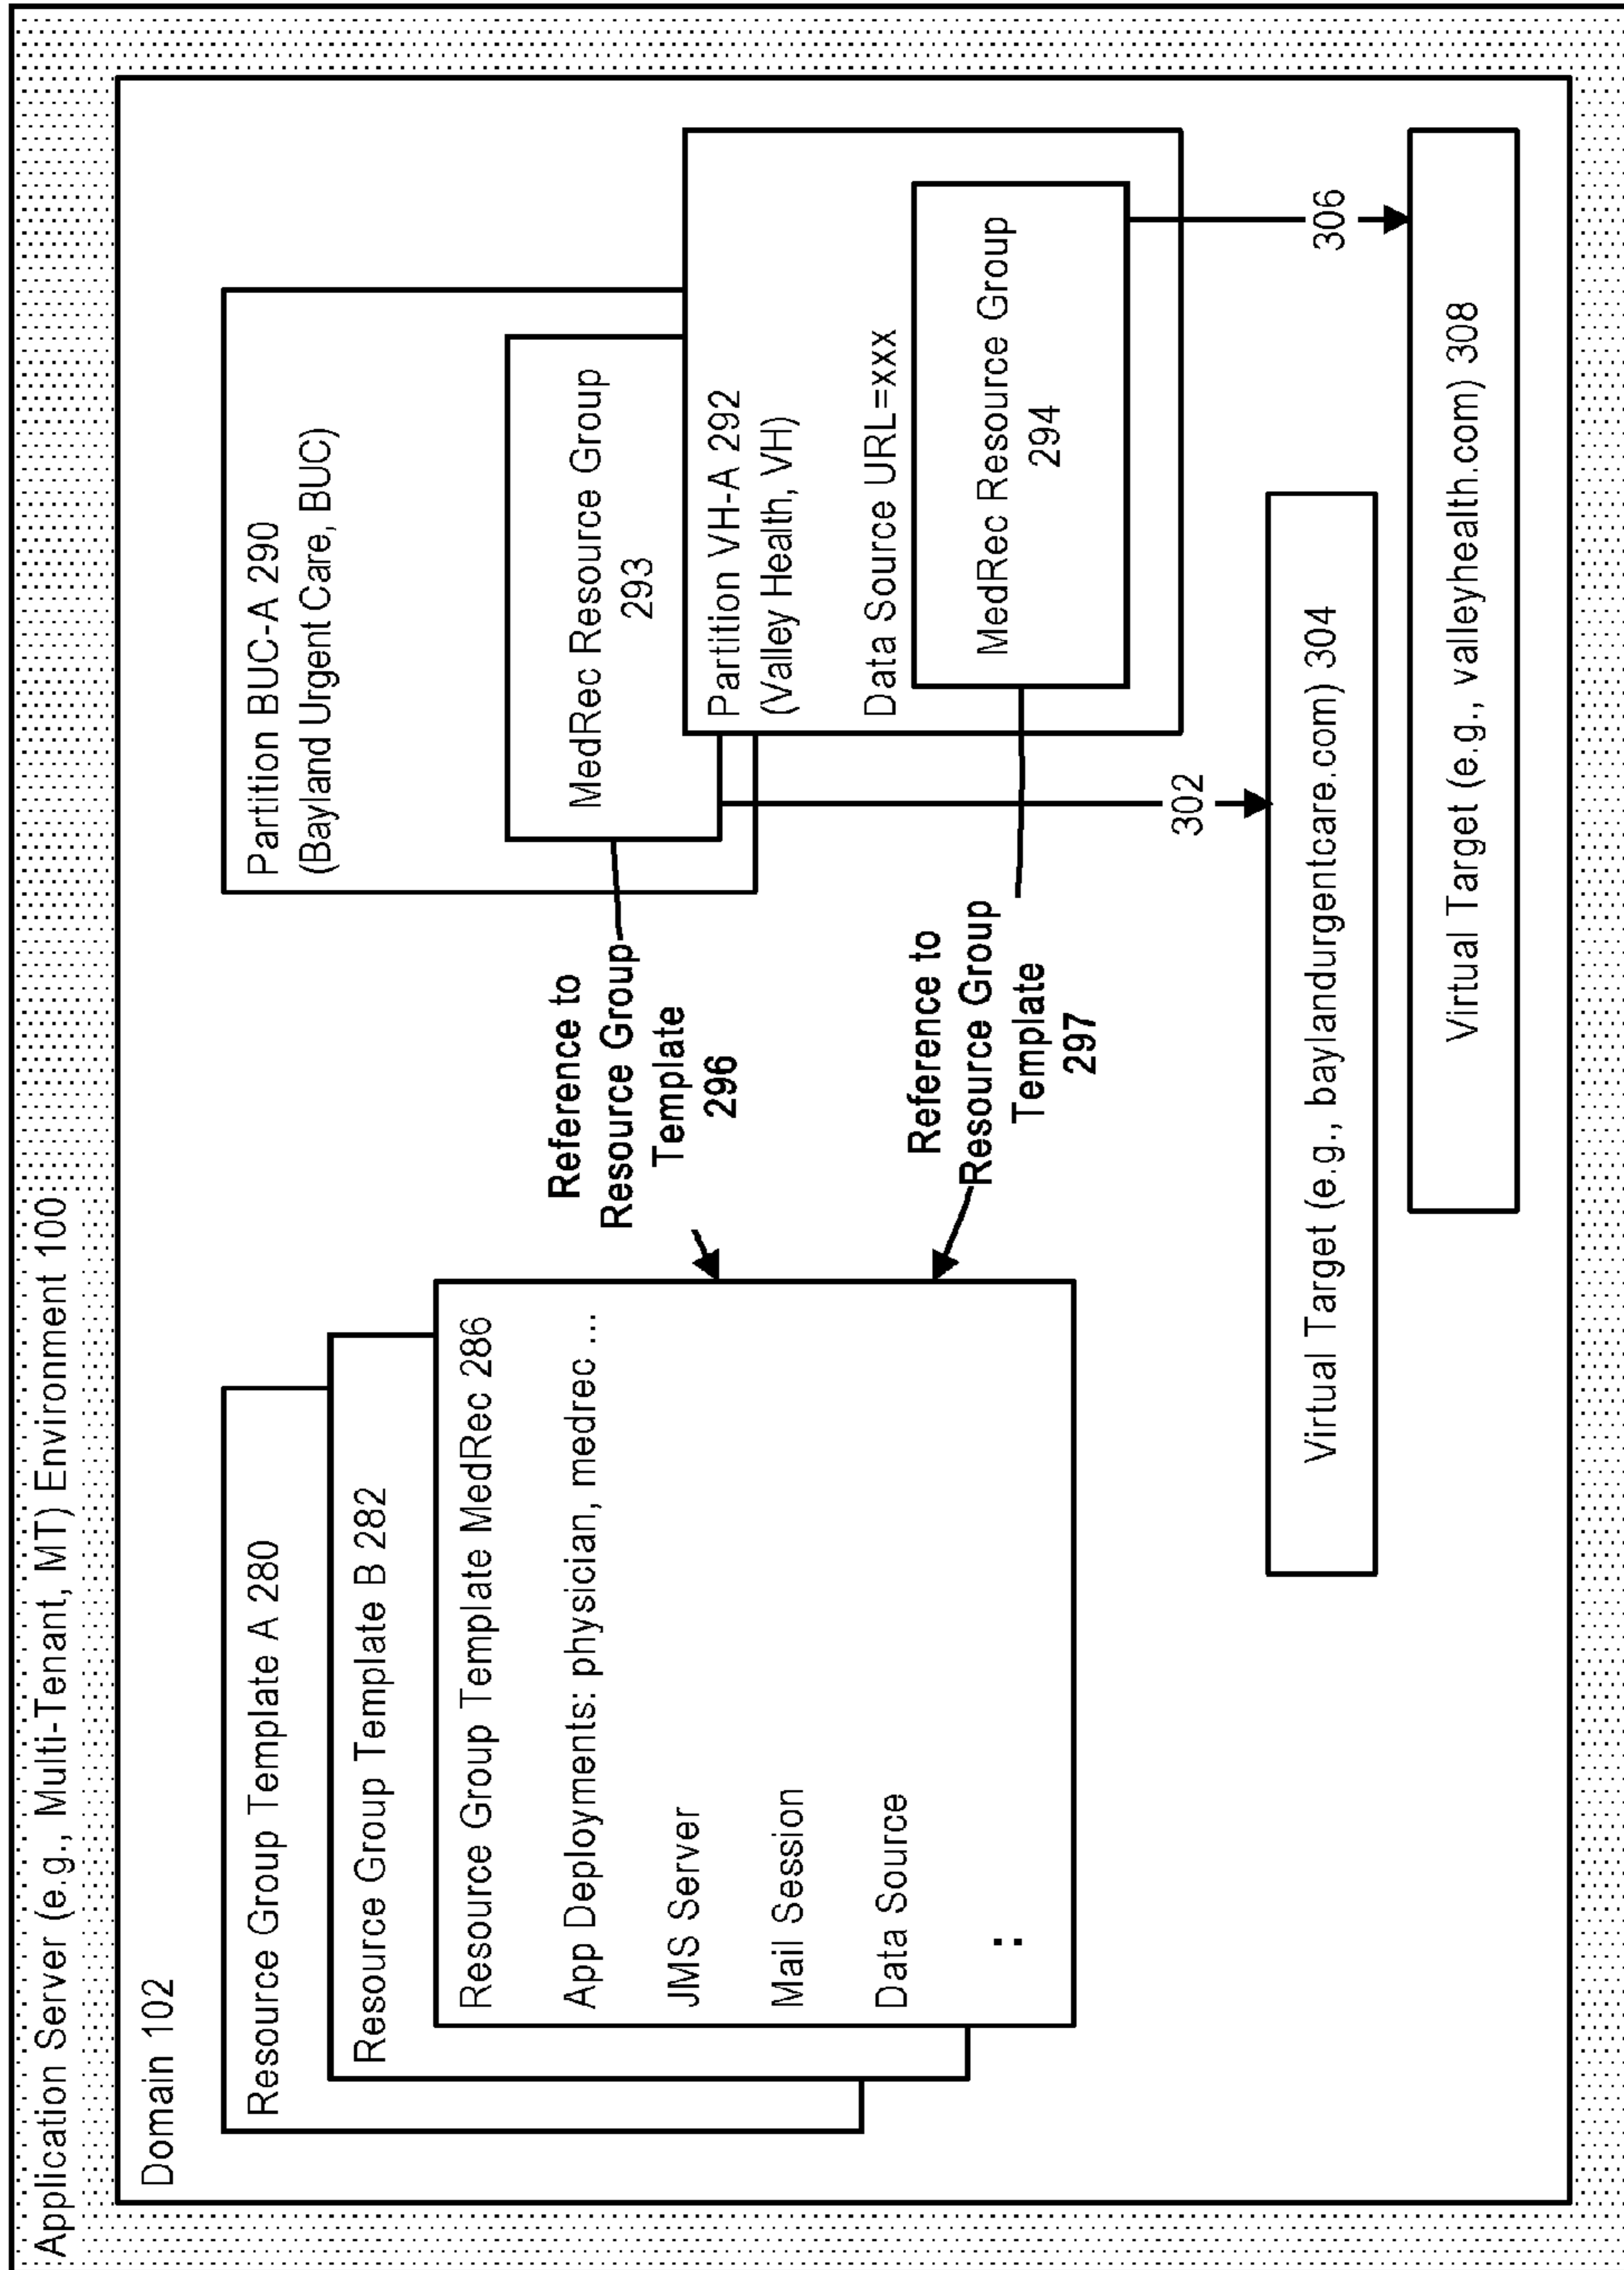 Application Server (e.g., Multi-Tenant, MT) Environment 100
Domain 102
Resource Group Template A 280
Resource Group Template B 282
Resource Group Template MedRec 286
App Deployments: physician, medrec ...
JMS Server
Mail Session
Data Source
:
Reference to
Resource Group
Template
296
Reference to
Resource Group
Template
297
Partition BUC-A 290
(Bayland Urgent Care, BUC)
MedRec Resource Group
293
Partition VH-A 292
(Valley Health, VH)
Data Source URL=xxx
MedRec Resource Group
294
302
306
Virtual Target (e.g., baylandurgentcare.com) 304
Virtual Target (e.g., valleyhealth.com) 308